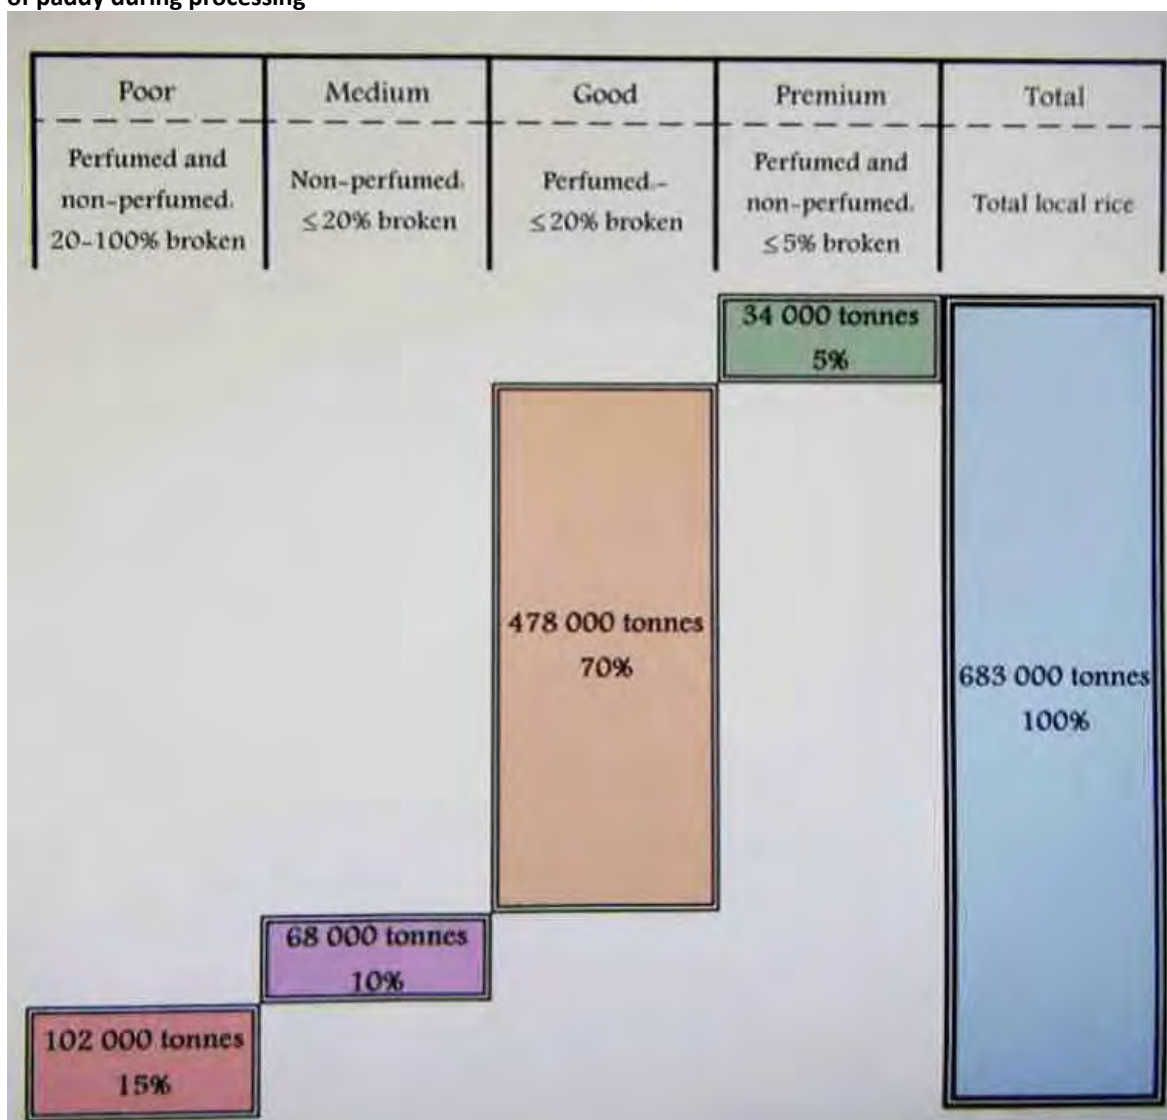 of paddy during processing
Poor
Medium
Good
Premium
Total
Perfumed and
non-perfumed.
20-100% broken
Non-perfumed.
≤20% broken
Perfumed.-
≤20% broken
Perfumed and
non-perfumed.
≤5% broken
Total local rice
34 000 tonnes
5%
478 000 tonnes
70%
683 000 tonnes
100%
68 000 tonnes
10%
102 000 tonnes
15%